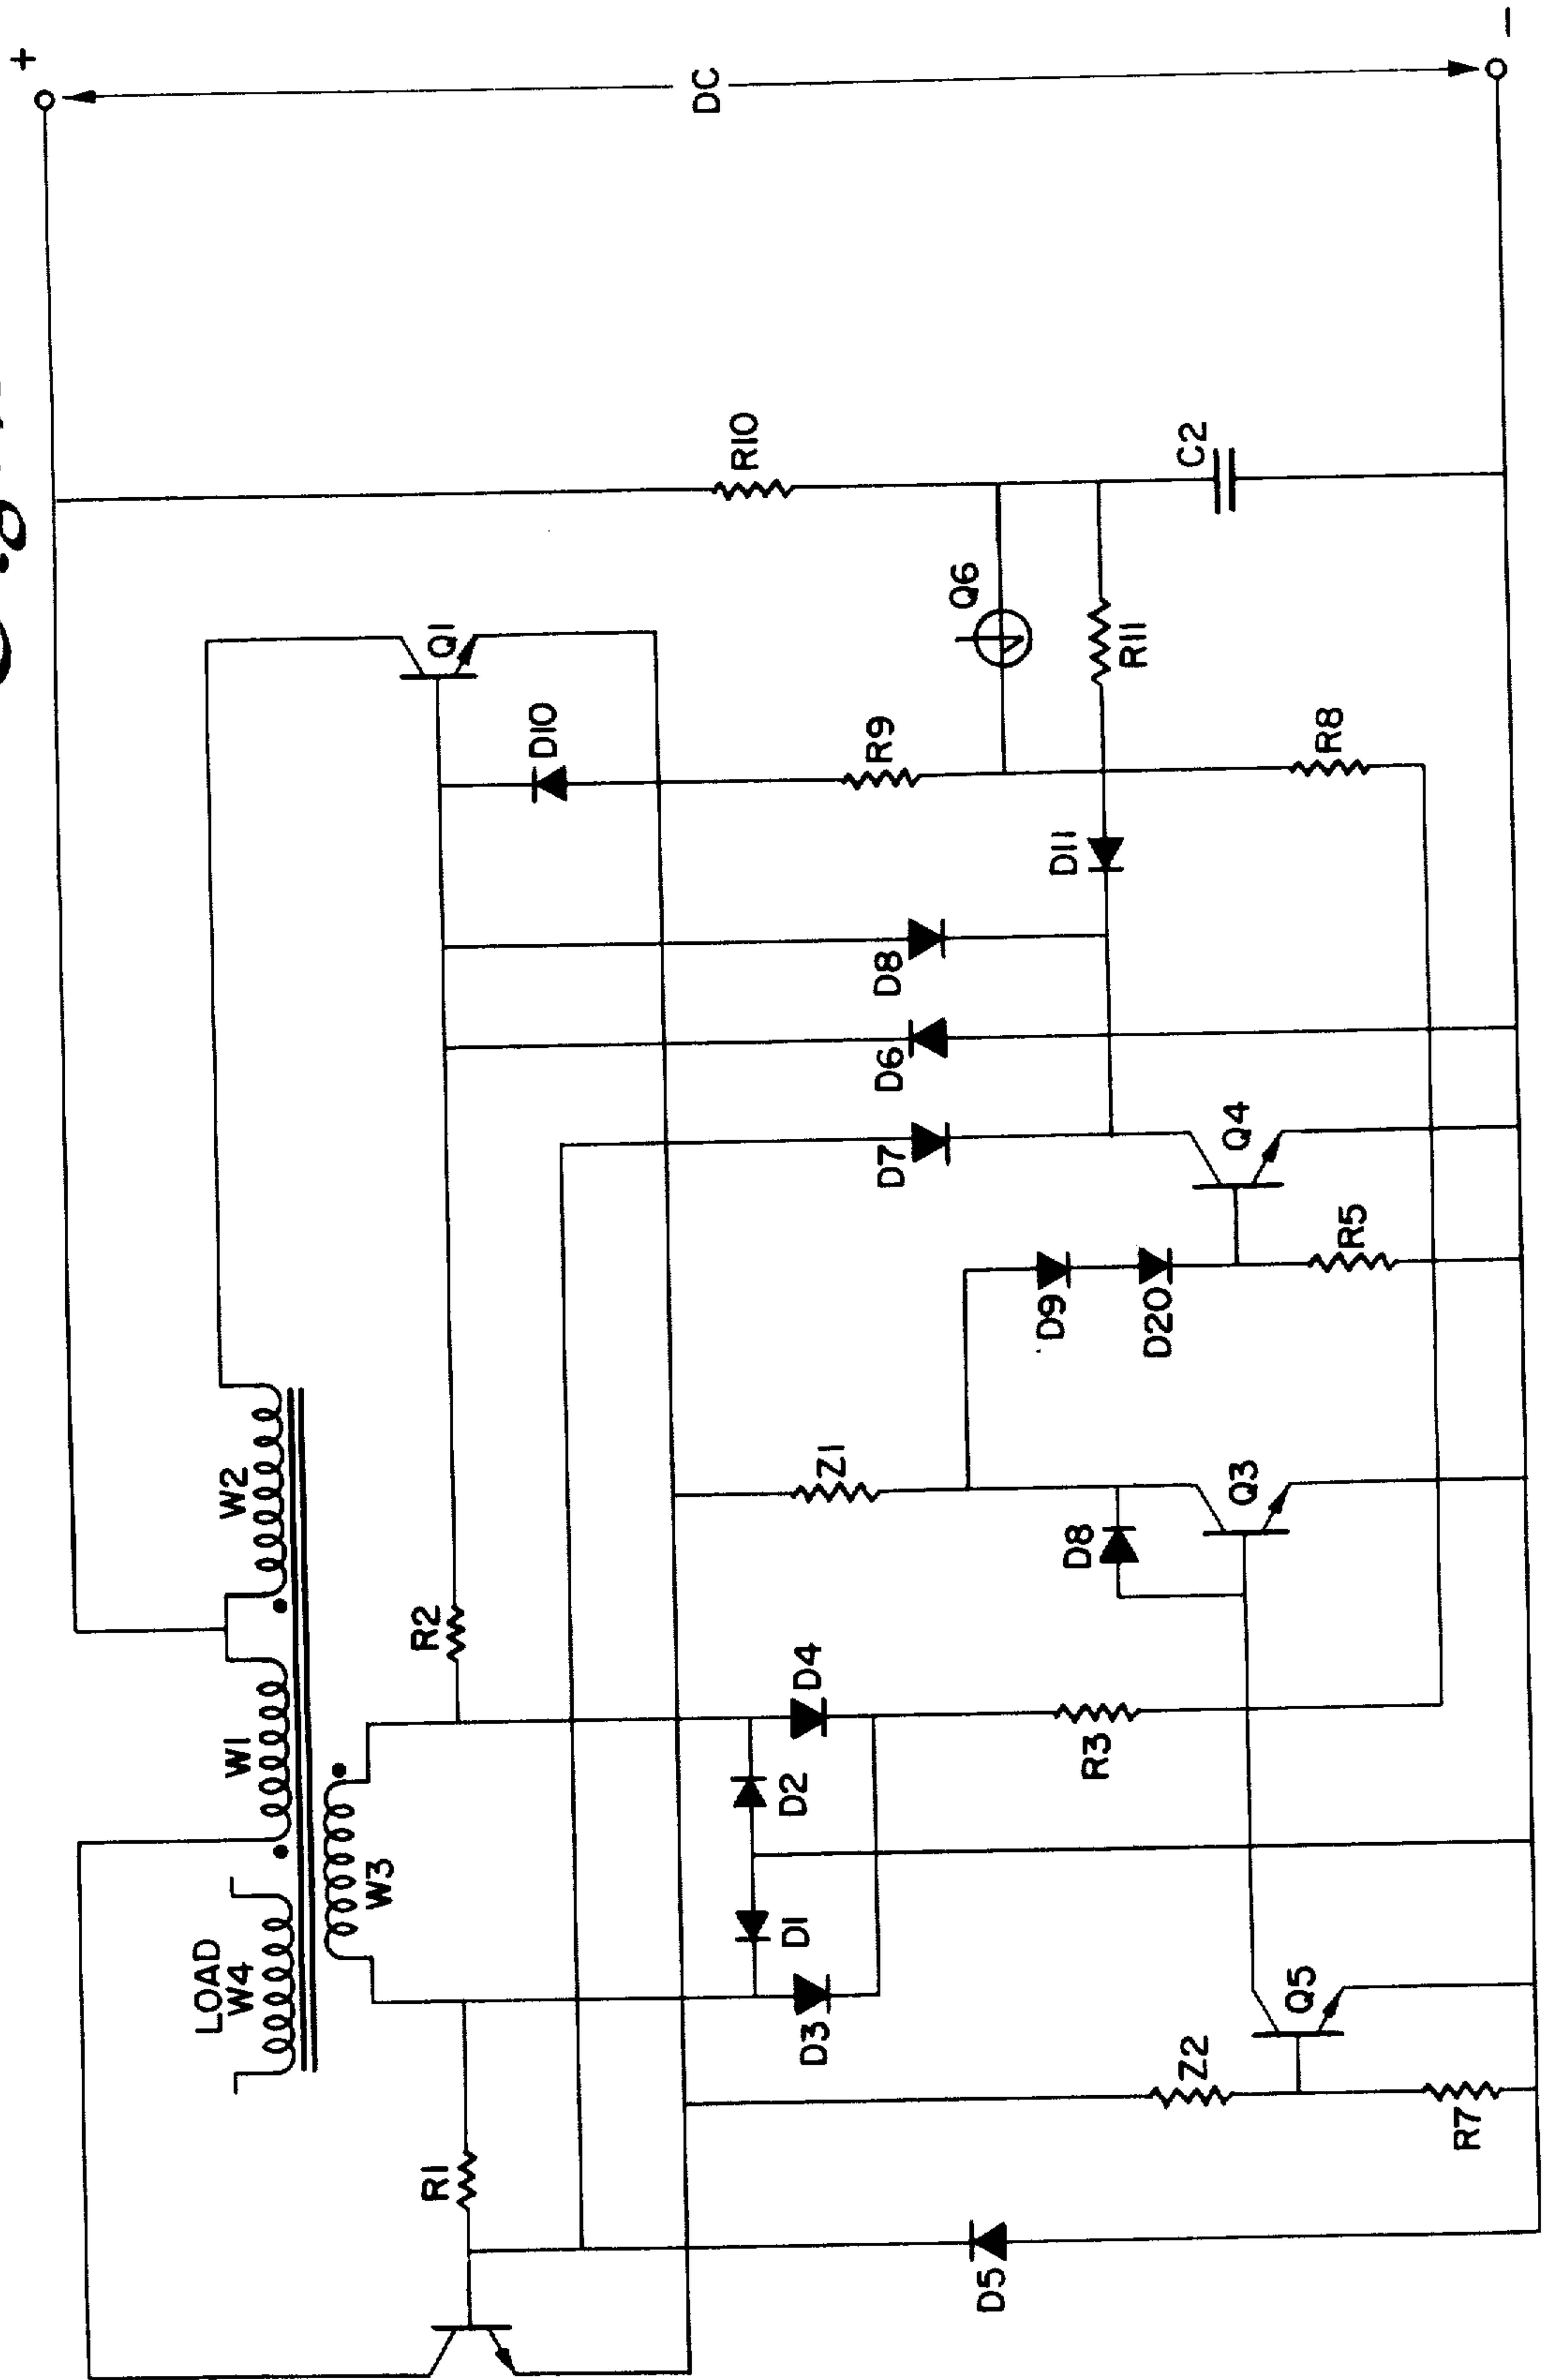 +
DC
−
R10
C2
Q1
Q6
D10
R11
R9
R8
D11
D8
D6
D7
Q4
D9
D20
R5
W2
Z1
D8
Q3
R2
W1
D4
D2
R3
W3
LOAD
W4
D1
D3
Q5
Z2
R7
R1
D5